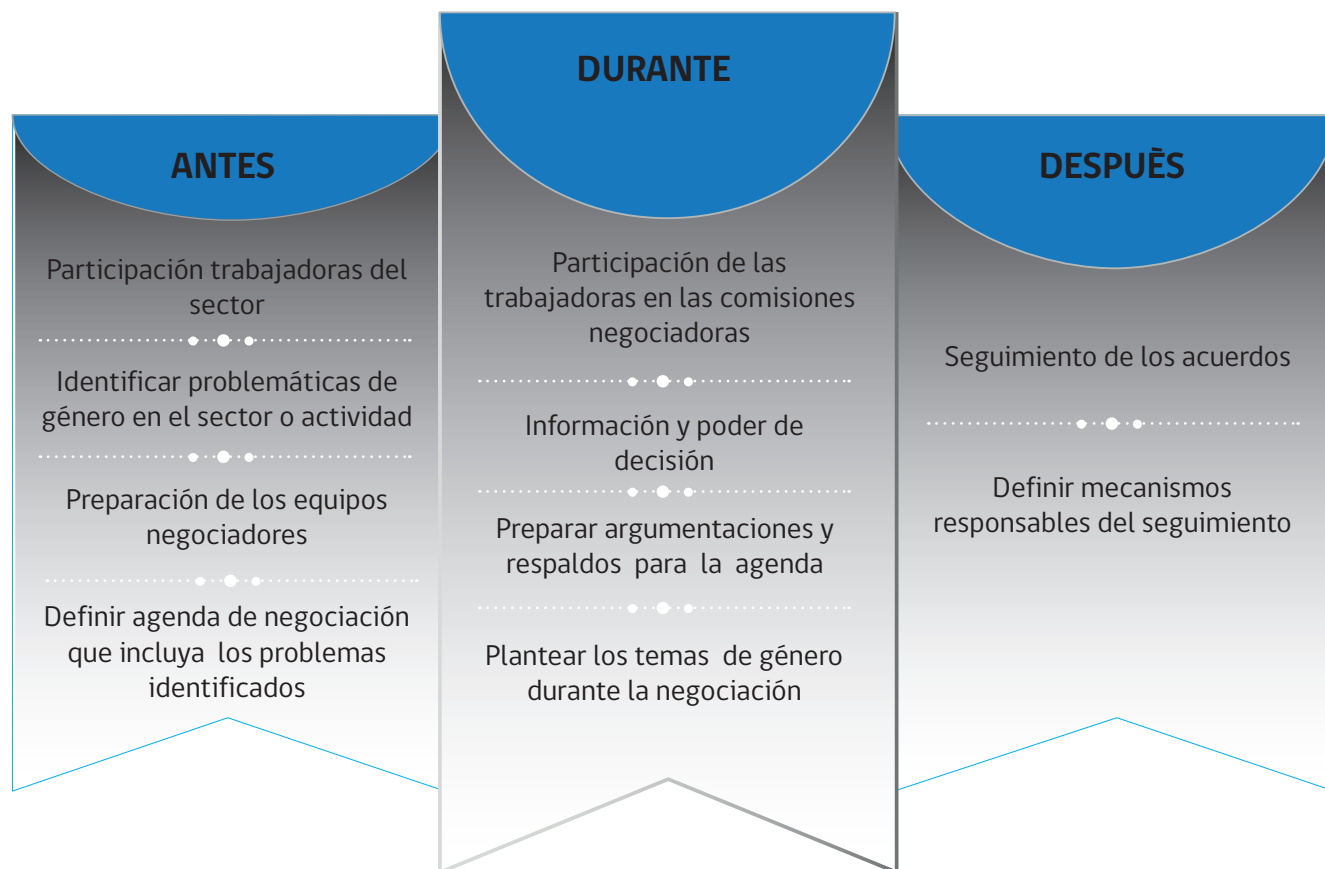 ANTES
Participación trabajadoras del
sector
Identificar problemáticas de
género en el sector o actividad
Preparación de los equipos
negociadores
Definir agenda de negociación
que incluya los problemas
identificados
DURANTE
Participación de las
trabajadoras en las comisiones
negociadoras
Información y poder de
decisión
Preparar argumentaciones y
respaldos para la agenda
Plantear los temas de género
durante la negociación
DESPUĒS
Seguimiento de los acuerdos
Definir mecanismos
responsables del seguimiento